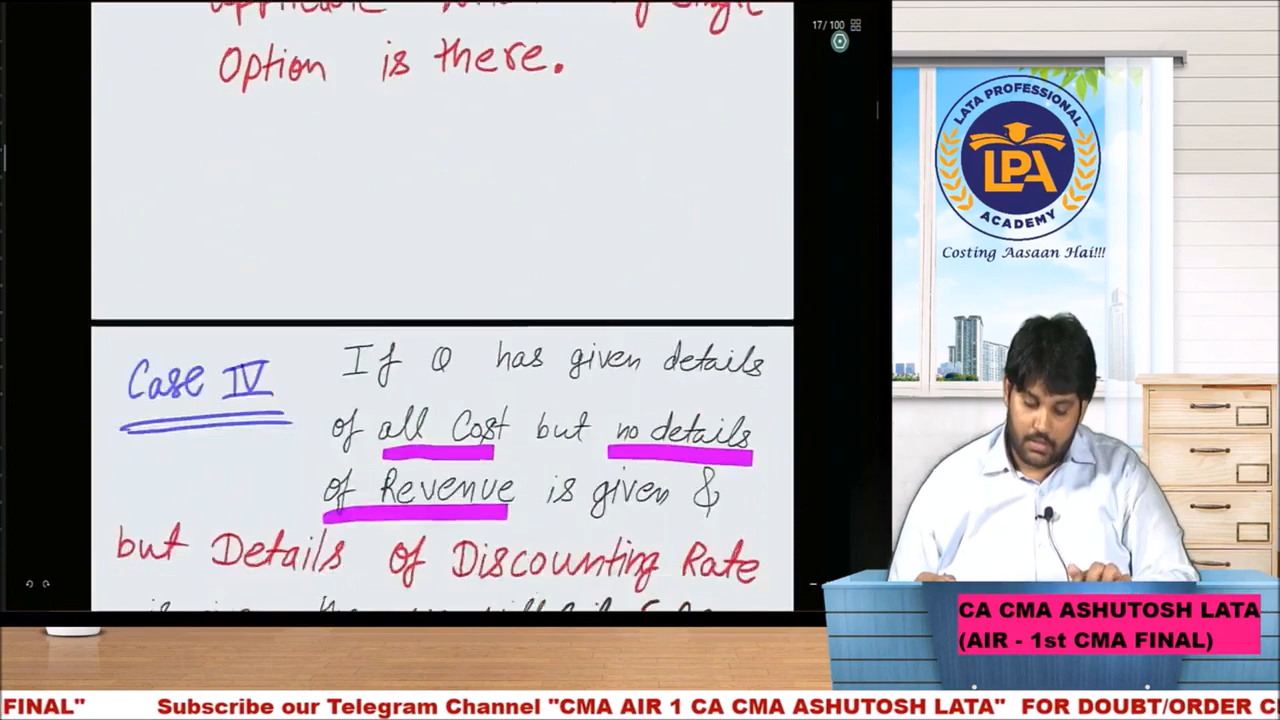 Option is there.
17/100
Case IV
If Q has given details
of all Cost but no details
of Revenue is given &
but Details of Discounting Rate
LATA PROFESSIONAL
LPA
ACADEMY
Costing Aasaan Hai!!!
CA CMA ASHUTOSH LATA
(AIR - 1st CMA FINAL)
FINAL" Subscribe our Telegram Channel "CMA AIR 1 CA CMA ASHUTOSH LATA" FOR DOUBT/ORDER C